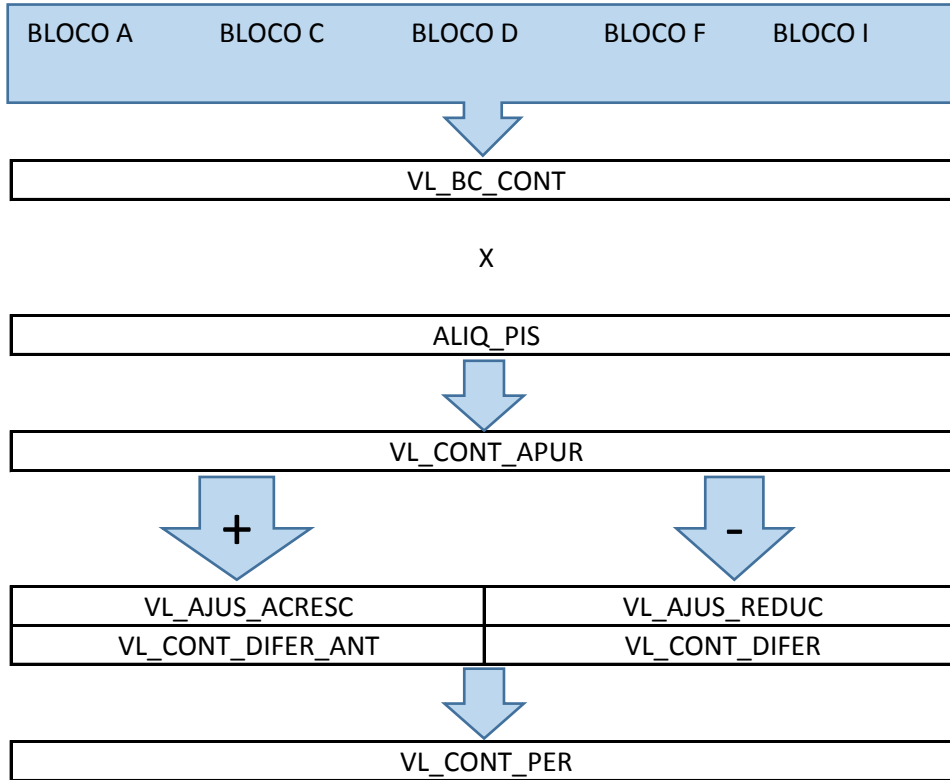 BLOCO A BLOCO C BLOCO D BLOCO F BLOCO I
VL_BC_CONT
X
ALIQ_PIS
VL_CONT_APUR
+ -
VL_AJUS_ACRESC VL_AJUS_REDUC
VL_CONT_DIFER_ANT VL_CONT_DIFER
VL_CONT_PER